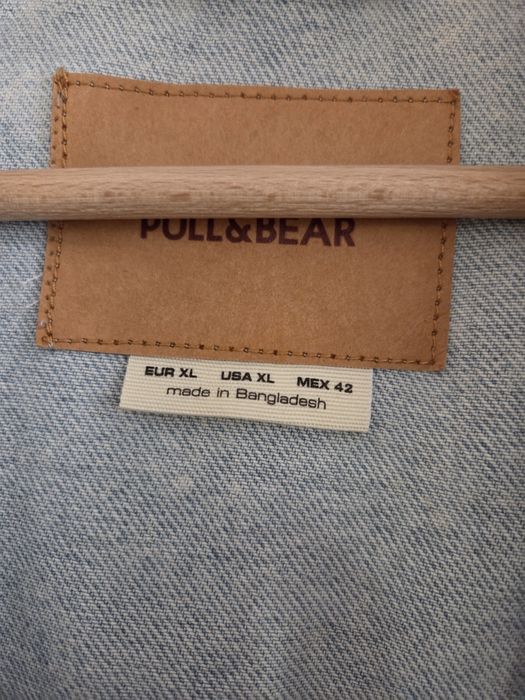 PULL&BEAR
EUR XL USA XL MEX 42
made in Bangladesh